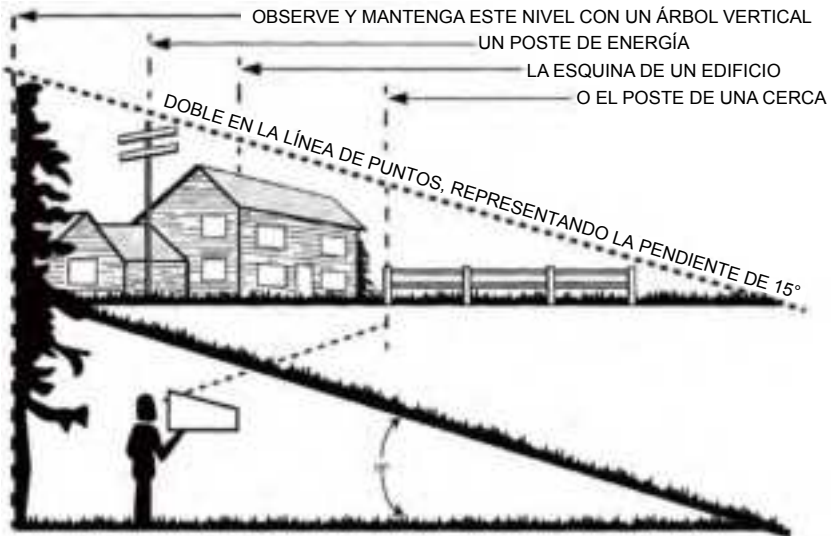 OBSERVE Y MANTENGA ESTE NIVEL CON UN ÁRBOL VERTICAL
UN POSTE DE ENERGÍA
LA ESQUINA DE UN EDIFICIO
O EL POSTE DE UNA CERCA
DOBLE EN LA LÍNEA DE PUNTOS, REPRESENTANDO LA PENDIENTE DE 15°